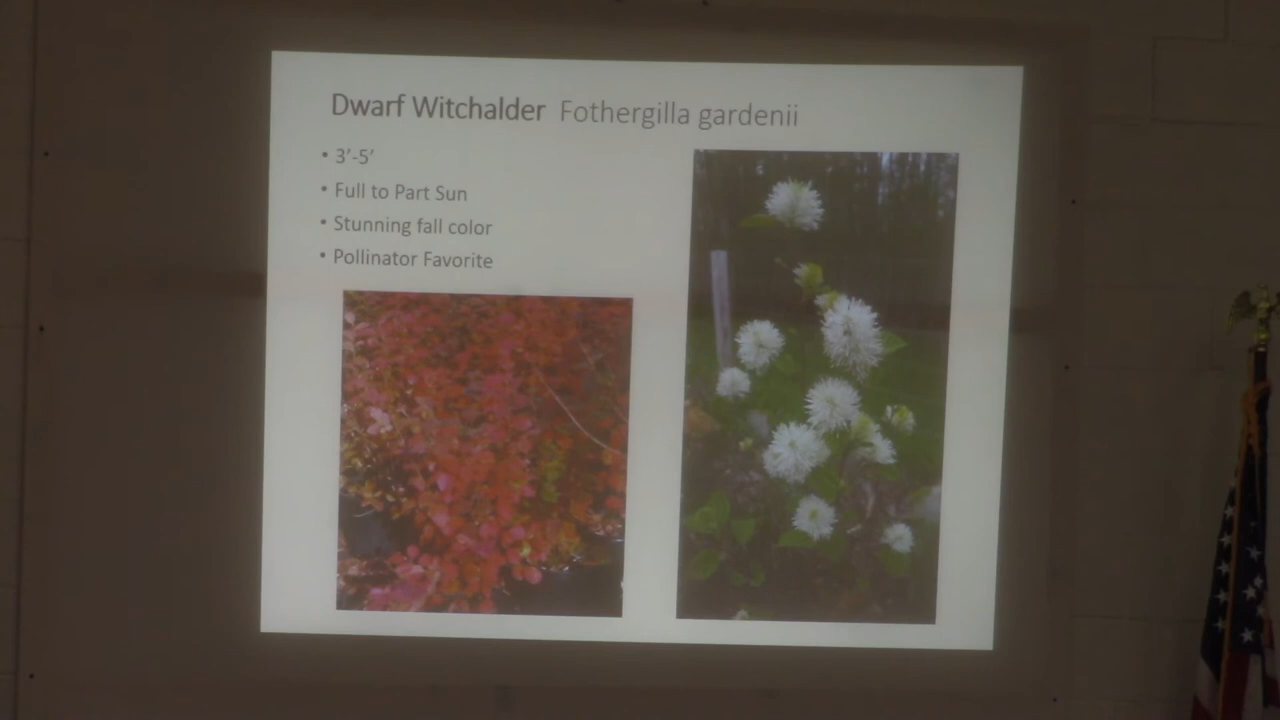 Dwarf Witchalder Fothergilla gardenii
• 3’-5’
• Full to Part Sun
• Stunning fall color
• Pollinator Favorite